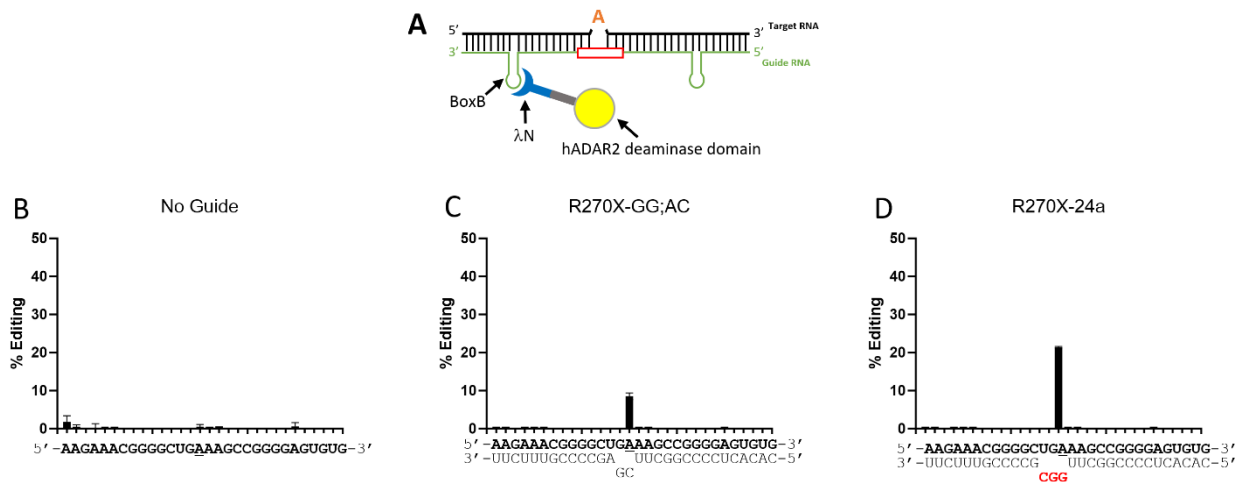 A
A
5′ 3′ Target RNA
3′ 5′ Guide RNA
BoxB
λN
hADAR2 deaminase domain
B No Guide
% Editing
50
40
30
20
10
0
5′-AAGAAACGGGGCUGAAAGCCGGGGAGUGUG-3′
C R270X-GG;AC
% Editing
50
40
30
20
10
0
5′-AAGAAACGGGGCUGAAAGCCGGGGAGUGUG-3′
3′-UUCUUUGCCCCGA UUCGGCCCCUCACAC-5′
GC
D R270X-24a
% Editing
50
40
30
20
10
0
5′-AAGAAACGGGGCUGAAAGCCGGGGAGUGUG-3′
3′-UUCUUUGCCCCG UUCGGCCCCUCACAC-5′
CGG